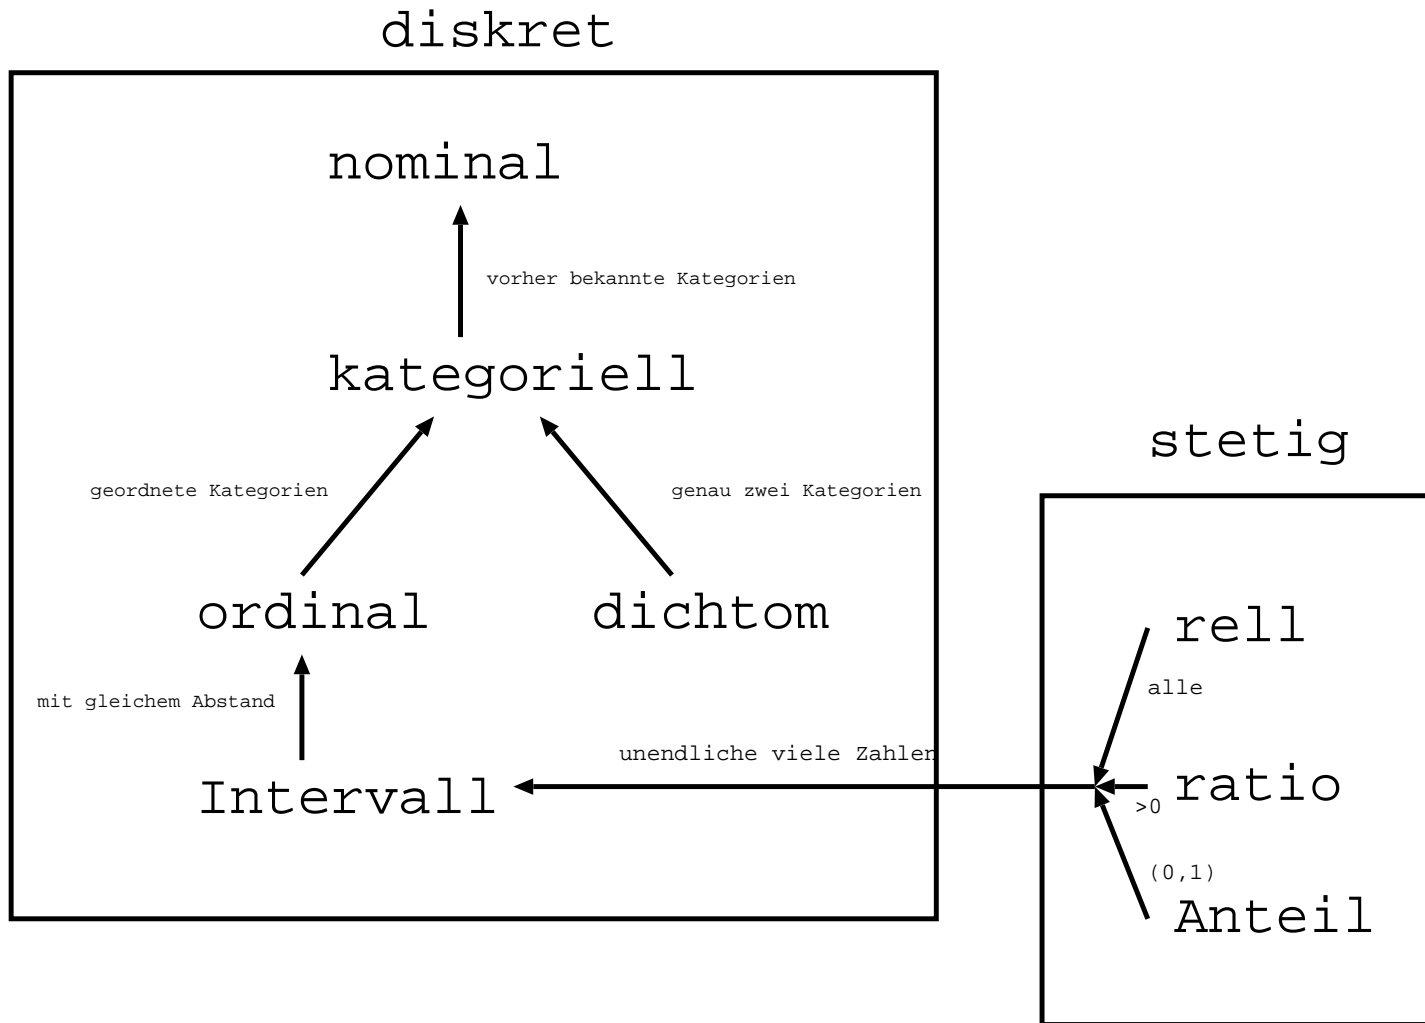 diskret
nominal
vorher bekannte Kategorien
kategoriell
geordnete Kategorien
genau zwei Kategorien
ordinal
dichtom
mit gleichem Abstand
unendliche viele Zahlen
Intervall
stetig
rell
alle
ratio
>0
(0,1)
Anteil